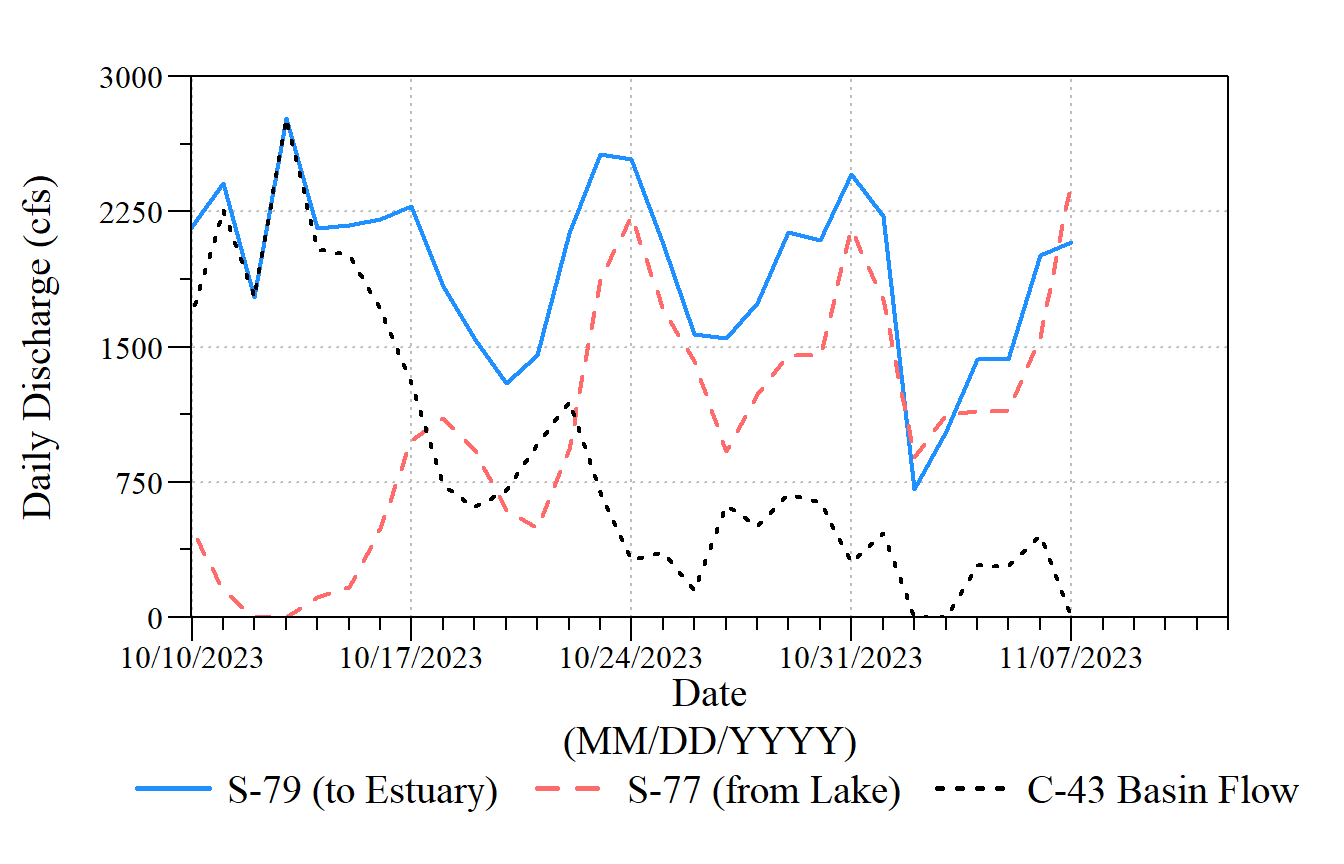 3000
2250
1500
750
0
Daily Discharge (cfs)
10/10/2023 10/17/2023 10/24/2023 10/31/2023 11/07/2023
Date
(MM/DD/YYYY)
S-79 (to Estuary) S-77 (from Lake) C-43 Basin Flow